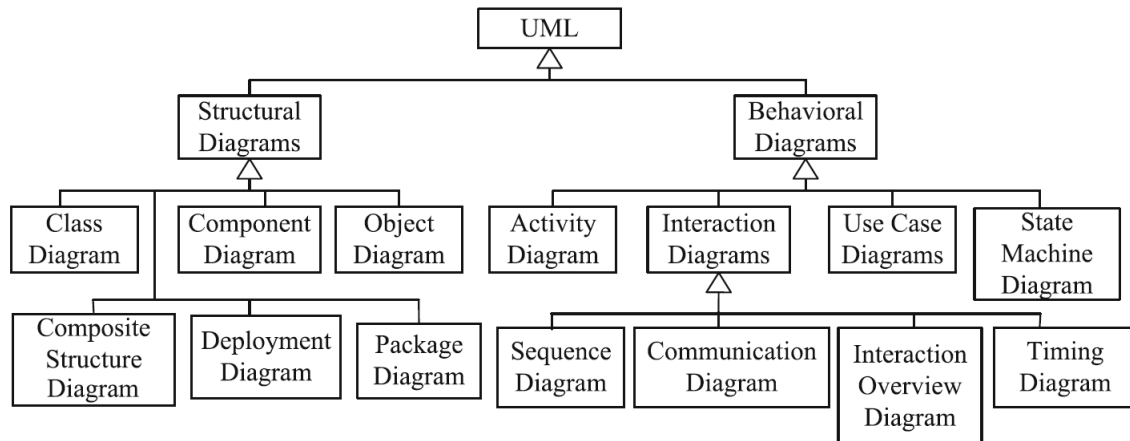 UML
Structural
Diagrams
Behavioral
Diagrams
Class
Diagram
Component
Diagram
Object
Diagram
Activity
Diagram
Interaction
Diagrams
Use Case
Diagrams
State
Machine
Diagram
Composite
Structure
Diagram
Deployment
Diagram
Package
Diagram
Sequence
Diagram
Communication
Diagram
Interaction
Overview
Diagram
Timing
Diagram